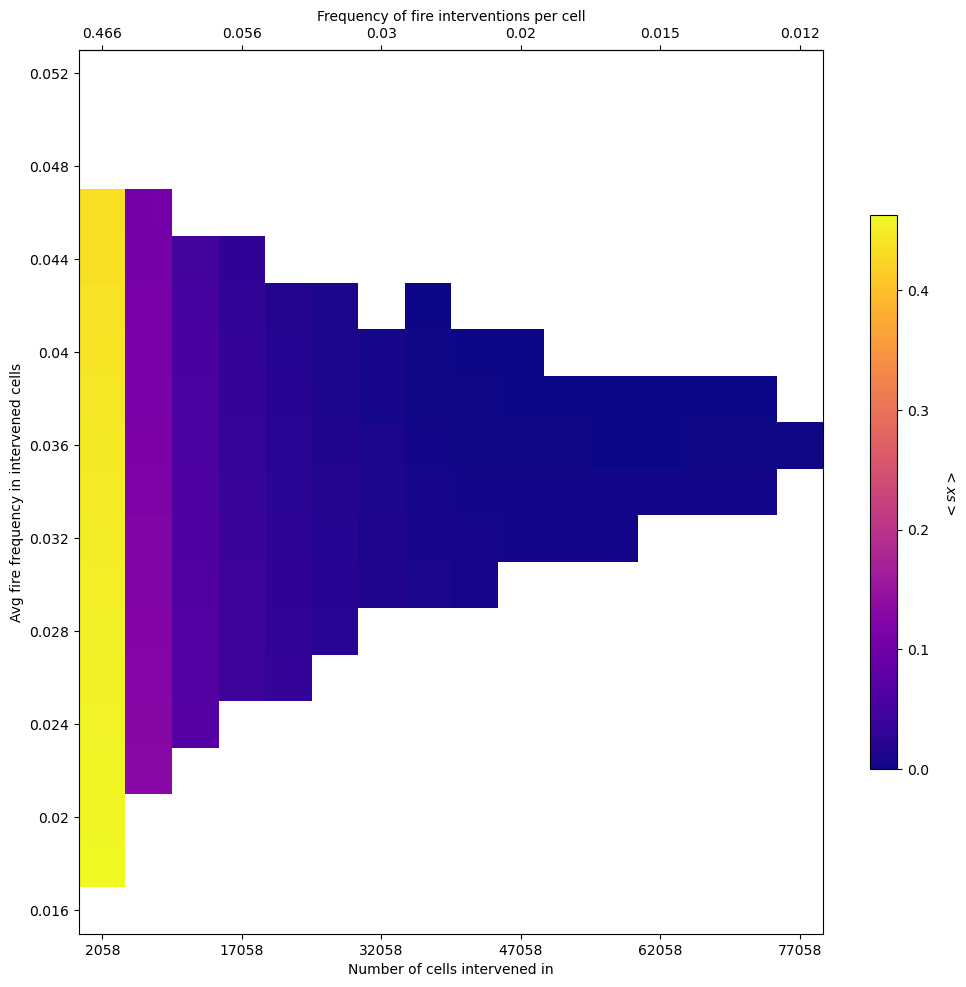 Frequency of fire interventions per cell
0.466 0.056 0.03 0.02 0.015 0.012
0.052
0.048
0.044
0.04
0.036
0.032
0.028
0.024
0.02
0.016
Avg fire frequency in intervened cells
2058 17058 32058 47058 62058 77058
Number of cells intervened in
0.4
0.3
0.2
0.1
0.0
< sx >